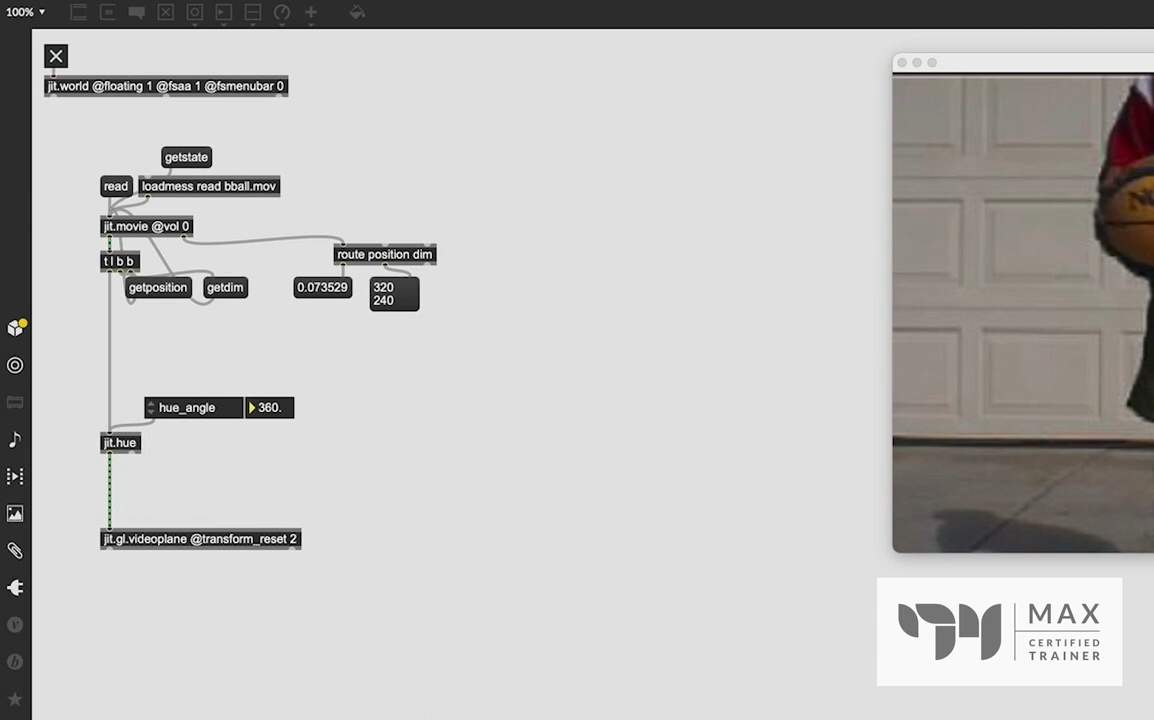 100%
jit.world @floating 1 @fsaa 1 @fsmenubar 0
getstate
read
loadmess read bball.mov
jit.movie @vol 0
t l b b
route position dim
getposition
getdim
0.073529
320
240
hue_angle
360.
jit.hue
jit.gl.videoplane @transform_reset 2
MAX
CERTIFIED
TRAINER